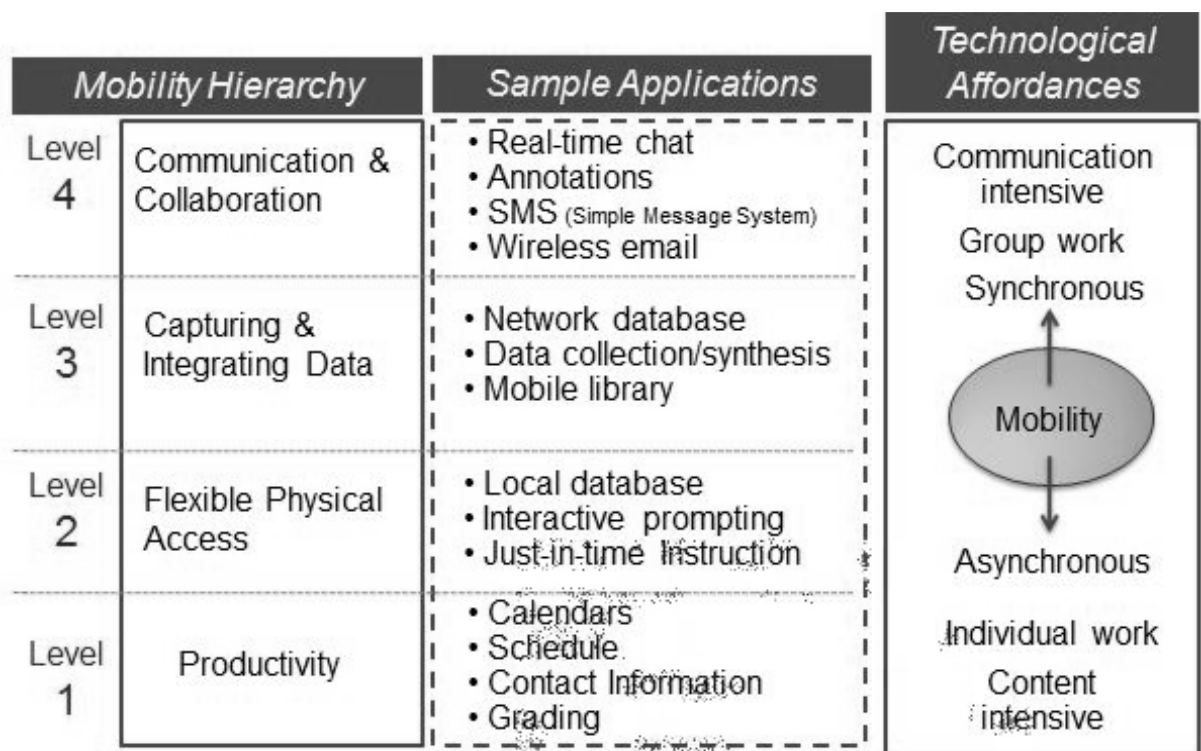 Mobility Hierarchy
Sample Applications
Technological
Affordances
Level
4
Communication &
Collaboration
• Real-time chat
• Annotations
• SMS (Simple Message System)
• Wireless email
Level
3
Capturing &
Integrating Data
• Network database
• Data collection/synthesis
• Mobile library
Level
2
Flexible Physical
Access
• Local database
• Interactive prompting
• Just-in-time Instruction
Level
1
Productivity
• Calendars
• Schedule
• Contact Information
• Grading
Communication
intensive
Group work
Synchronous
Mobility
Asynchronous
Individual work
Content
intensive